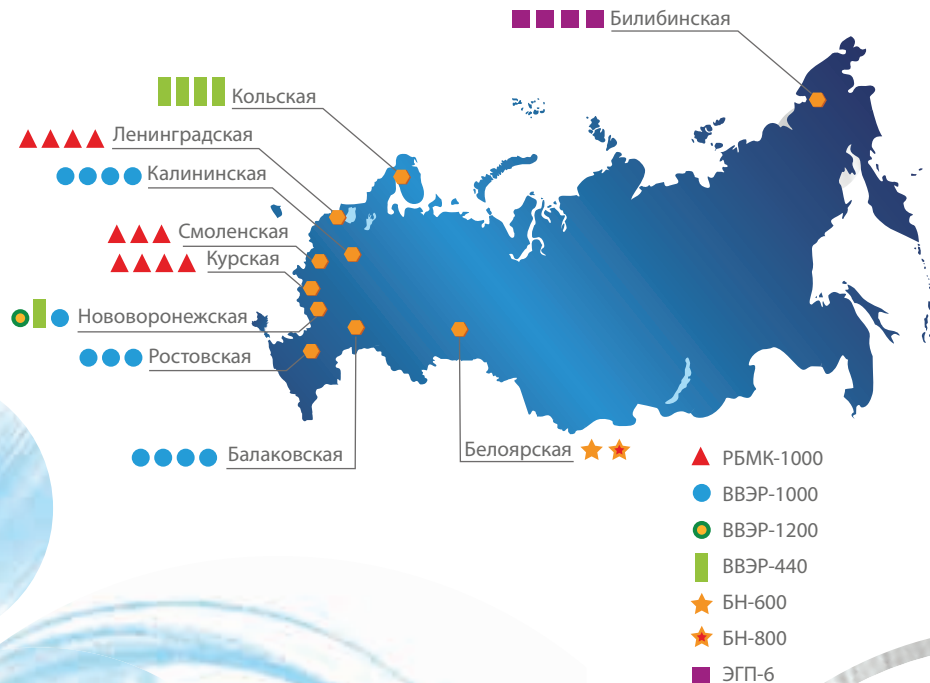 Билибинская
Кольская
Ленинградская
Калининская
Смоленская
Курская
Нововоронежская
Ростовская
Балаковская
Белоярская
РБМК-1000
ВВЭР-1000
ВВЭР-1200
ВВЭР-440
БН-600
БН-800
ЭГП-6